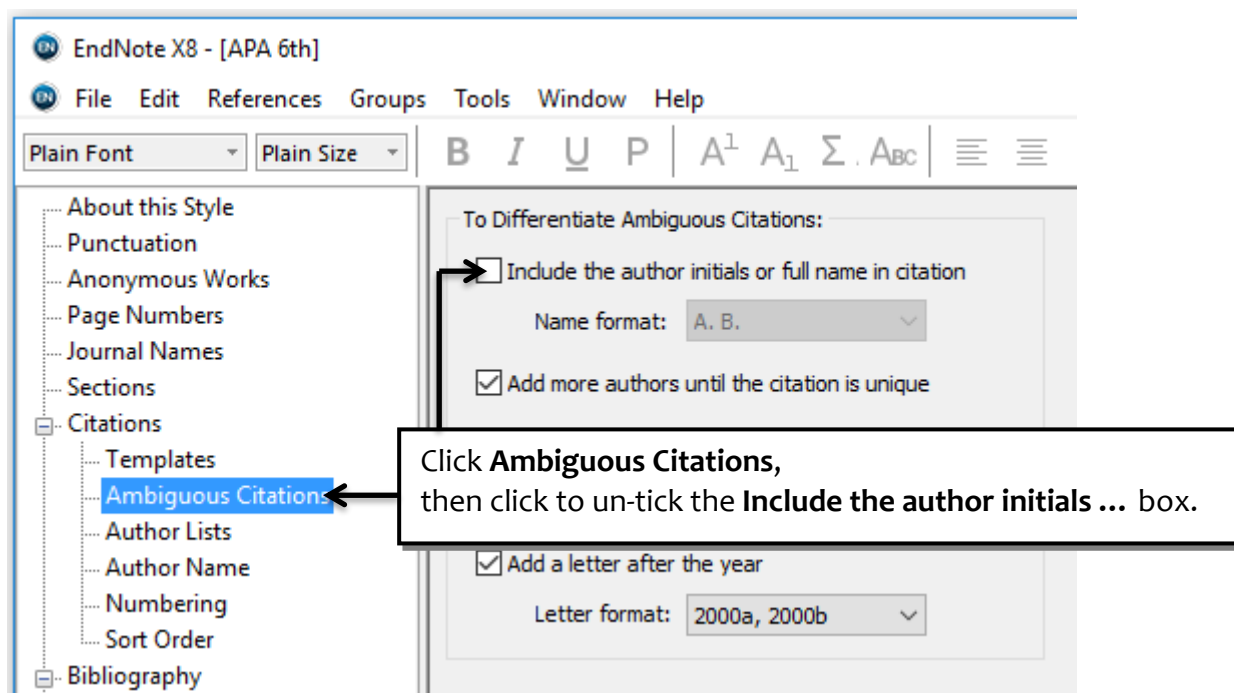 EndNote X8 - [APA 6th]
File Edit References Groups Tools Window Help
Plain Font Plain Size B I U P A1 A1 Σ. ABC
About this Style
Punctuation
Anonymous Works
Page Numbers
Journal Names
Sections
Citations
Templates
Ambiguous Citations
Author Lists
Author Name
Numbering
Sort Order
Bibliography
To Differentiate Ambiguous Citations:
Include the author initials or full name in citation
Name format: A. B.
Add more authors until the citation is unique
Click Ambiguous Citations,
then click to un-tick the Include the author initials ... box.
Add a letter after the year
Letter format: 2000a, 2000b